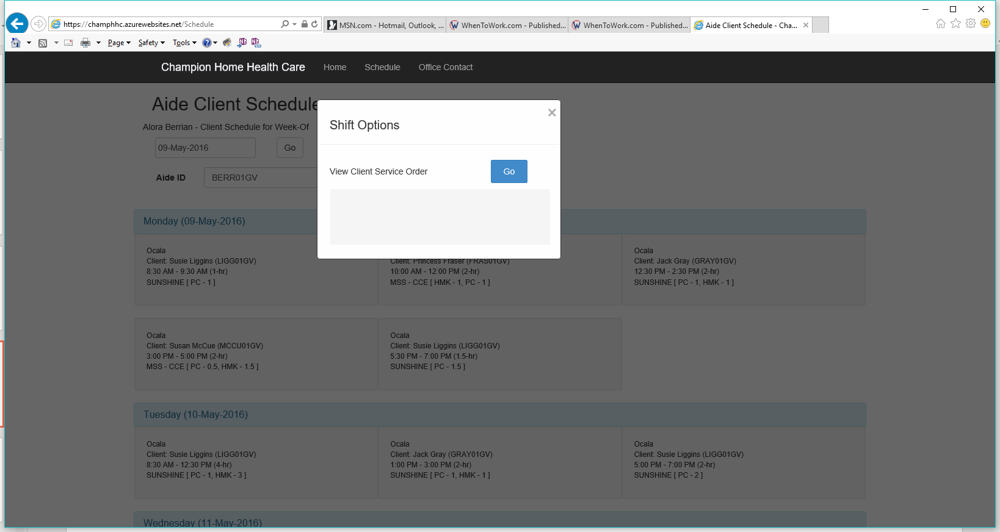 https://champhhc.azurewebsites.net/Schedule
MSN.com - Hotmail, Outlook, ...
WhenToWork.com - Published...
WhenToWork.com - Published...
Aide Client Schedule - Cha...
Page
Safety
Tools
Champion Home Health Care
Home
Schedule
Office Contact
Aide Client Schedule
Alora Berrian - Client Schedule for Week-Of
09-May-2016
Go
Aide ID
BERR01GV
Shift Options
×
View Client Service Order
Go
Monday (09-May-2016)
Ocala
Client: Susie Liggins (LIGG01GV)
8:30 AM - 9:30 AM (1-hr)
SUNSHINE [ PC - 1 ]
Client: Princess Fraser (FRAS01GV)
10:00 AM - 12:00 PM (2-hr)
MSS - CCE [ HMK - 1, PC - 1 ]
Ocala
Client: Jack Gray (GRAY01GV)
12:30 PM - 2:30 PM (2-hr)
SUNSHINE [ PC - 1, HMK - 1 ]
Ocala
Client: Susan McCue (MCCU01GV)
3:00 PM - 5:00 PM (2-hr)
MSS - CCE [ PC - 0.5, HMK - 1.5 ]
Ocala
Client: Susie Liggins (LIGG01GV)
5:30 PM - 7:00 PM (1.5-hr)
SUNSHINE [ PC - 1.5 ]
Tuesday (10-May-2016)
Ocala
Client: Susie Liggins (LIGG01GV)
8:30 AM - 12:30 PM (4-hr)
SUNSHINE [ PC - 1, HMK - 3 ]
Ocala
Client: Jack Gray (GRAY01GV)
1:00 PM - 3:00 PM (2-hr)
SUNSHINE [ PC - 1, HMK - 1 ]
Ocala
Client: Susie Liggins (LIGG01GV)
5:00 PM - 7:00 PM (2-hr)
SUNSHINE [ PC - 2 ]
Wednesday (11-May-2016)